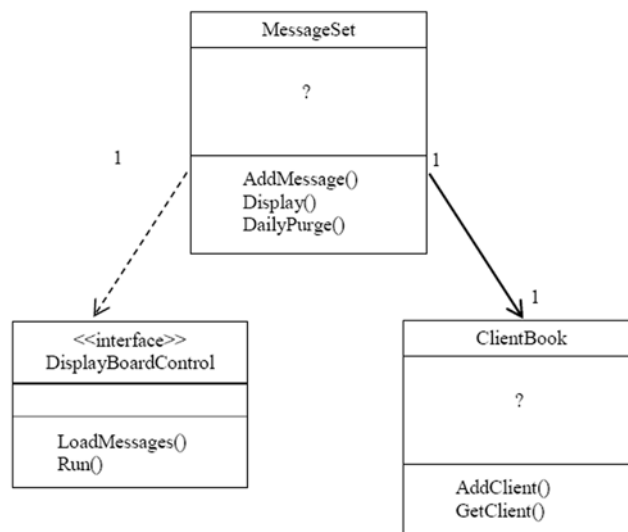 MessageSet
?
1
1
AddMessage()
Display()
DailyPurge()
1
<<interface>>
DisplayBoardControl
LoadMessages()
Run()
ClientBook
?
AddClient()
GetClient()